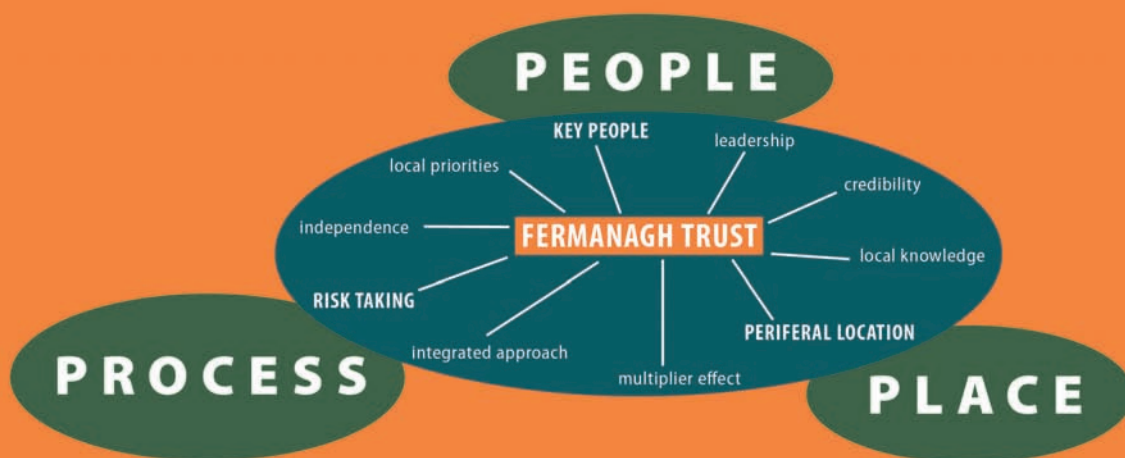 PEOPLE
KEY PEOPLE
leadership
local priorities
credibility
independence
FERMANAGH TRUST
local knowledge
RISK TAKING
PERIFERAL LOCATION
integrated approach
multiplier effect
PROCESS
PLACE